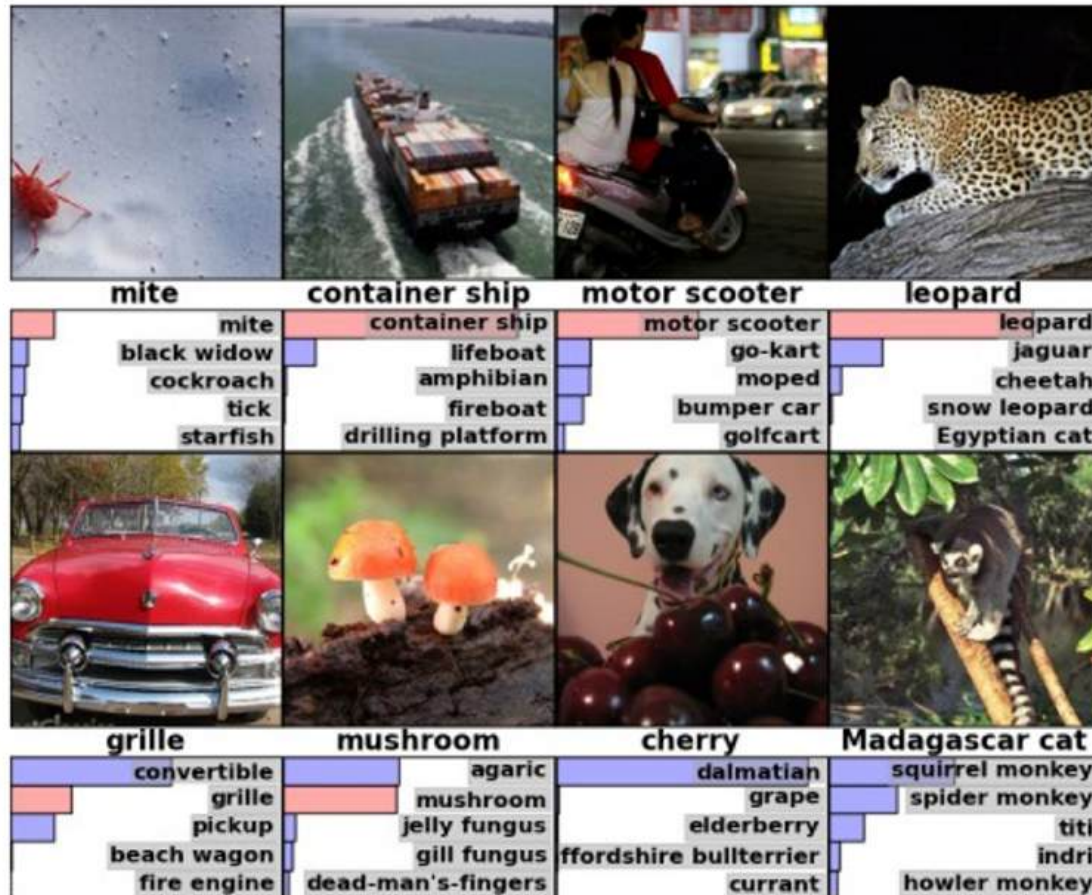 mite container ship motor scooter leopard
mite
black widow
cockroach
tick
starfish
container ship
lifeboat
amphibian
fireboat
drilling platform
motor scooter
go-kart
moped
bumper car
golfcart
leopard
jaguar
cheetah
snow leopard
Egyptian cat
grille mushroom cherry Madagascar cat
convertible
grille
pickup
beach wagon
fire engine
agaric
mushroom
jelly fungus
gill fungus
dead-man's-fingers
dalmatian
grape
elderberry
ffordshire bullterrier
currant
squirrel monkey
spider monkey
titi
indri
howler monkey